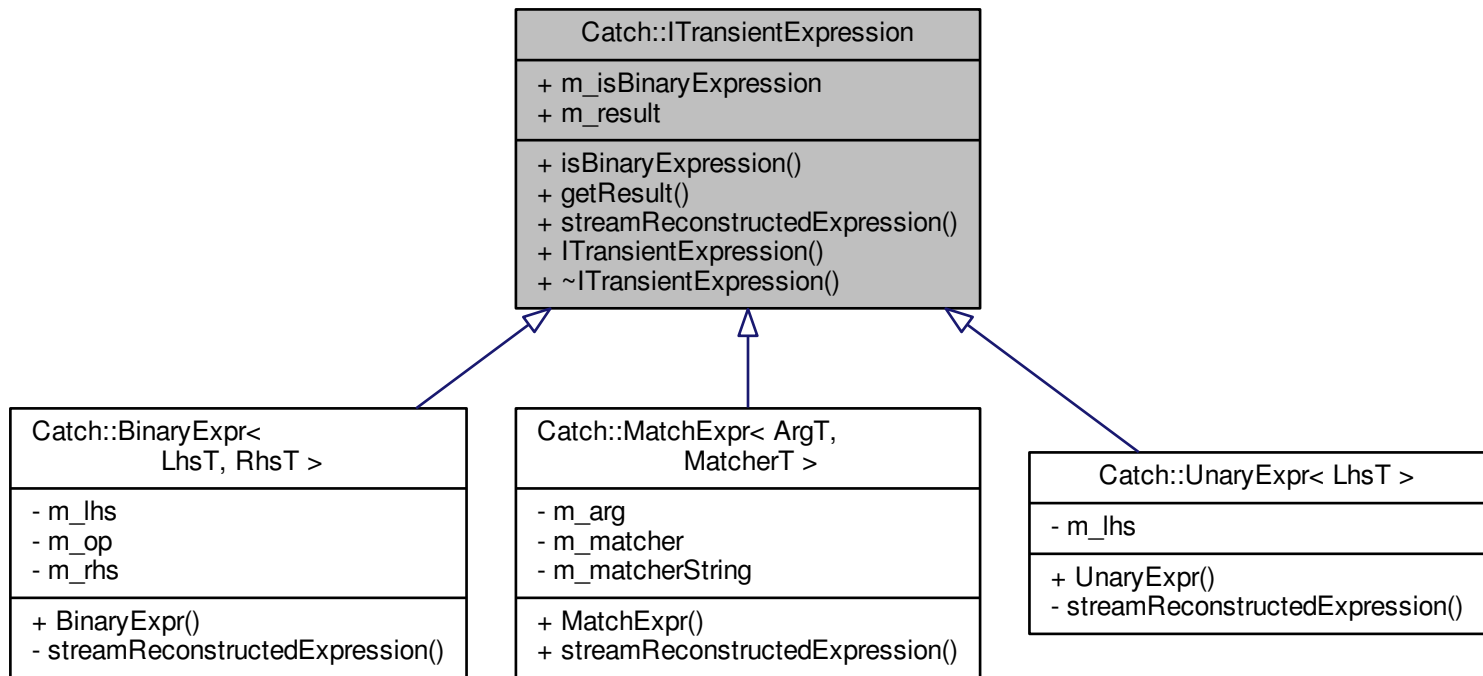 Catch::ITransientExpression
+ m_isBinaryExpression
+ m_result
+ isBinaryExpression()
+ getResult()
+ streamReconstructedExpression()
+ ITransientExpression()
+ ~ITransientExpression()
Catch::BinaryExpr<
LhsT, RhsT >
- m_lhs
- m_op
- m_rhs
+ BinaryExpr()
- streamReconstructedExpression()
Catch::MatchExpr< ArgT,
MatcherT >
- m_arg
- m_matcher
- m_matcherString
+ MatchExpr()
+ streamReconstructedExpression()
Catch::UnaryExpr< LhsT >
- m_lhs
+ UnaryExpr()
- streamReconstructedExpression()